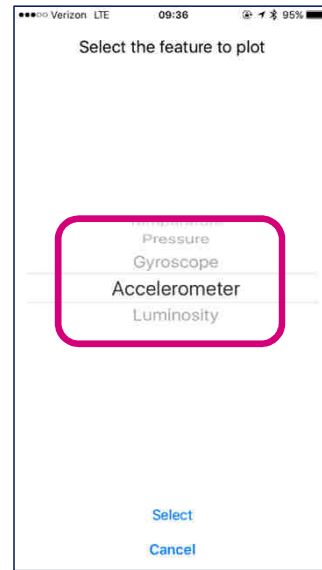 Verizon LTE 09:36 95%
Select the feature to plot
Pressure
Gyroscope
Accelerometer
Luminosity
Select
Cancel